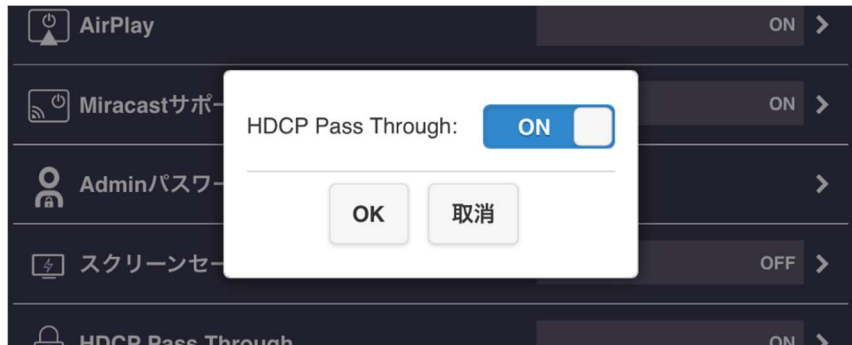 AirPlay
ON
Miracastサポー
ON
HDCP Pass Through:
ON
Adminパスワー
OK
取消
スクリーンセー
OFF
HDCP Pass Through
ON